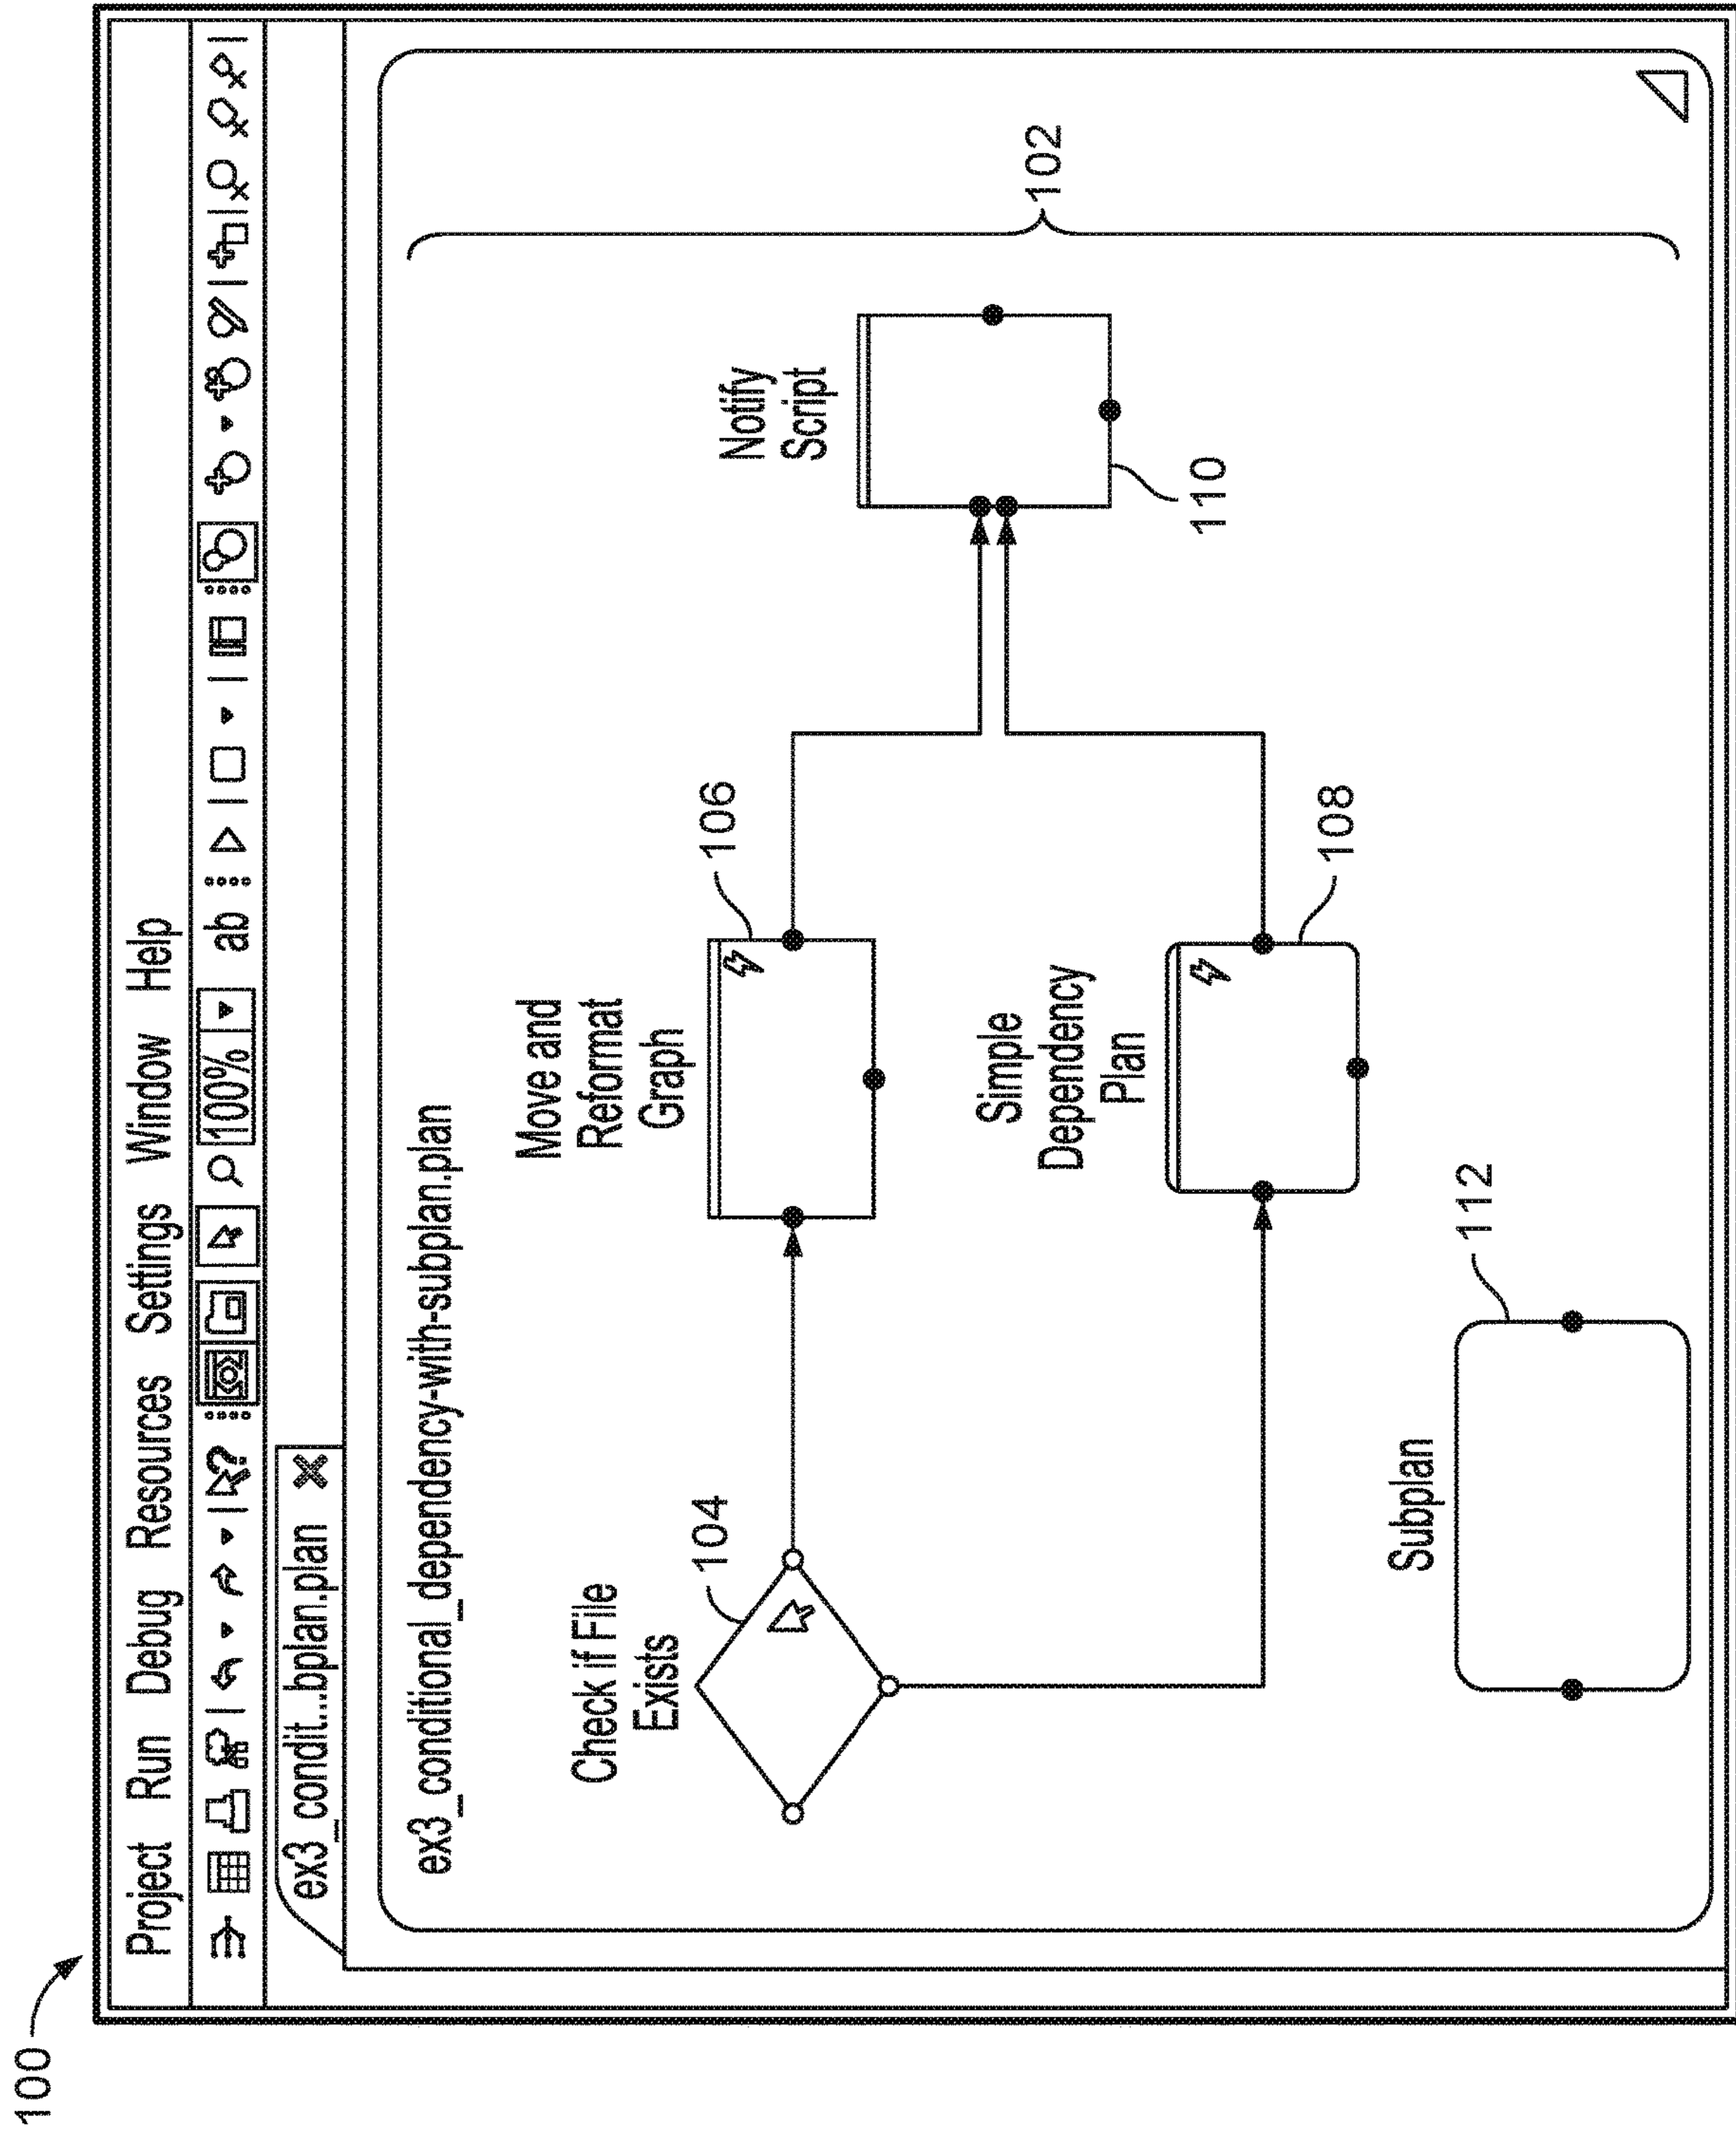 100
Project Run Debug Resources Settings Window Help
100% ab
ex3_condit...bplan.plan
ex3_conditional_dependency-with-subplan.plan
102
Check if File
Exists
104
Move and
Reformat
Graph
106
Notify
Script
110
Simple
Dependency
Plan
108
Subplan
112